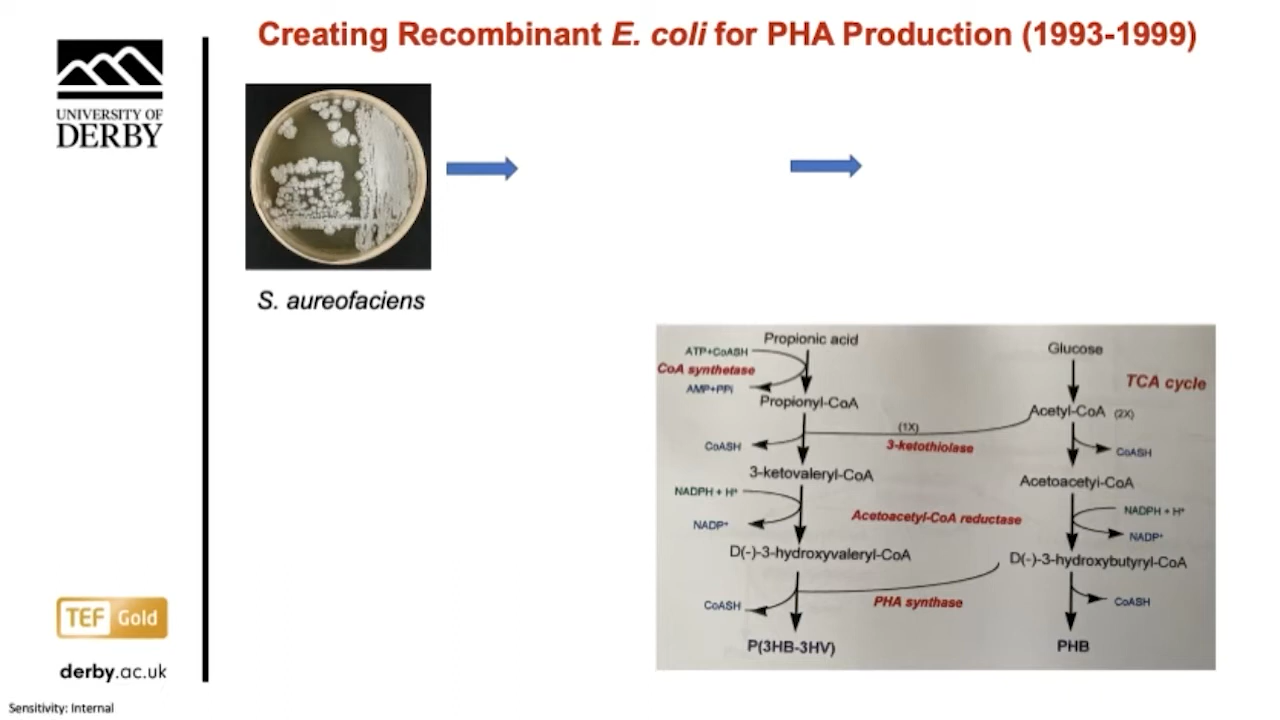 Creating Recombinant E. coli for PHA Production (1993-1999)
UNIVERSITY OF
DERBY
S. aureofaciens
Propionic acid
ATP+CoASH
CoA synthetase
AMP+PPi
Propionyl-CoA
Glucose
TCA cycle
Acetyl-CoA (2X)
(1X)
CoASH
3-ketothiolase
CoASH
3-ketovaleryl-CoA
Acetoacetyl-CoA
NADPH + H⁺
Acetoacetyl-CoA reductase
NADPH + H⁺
NADP⁺
NADP⁺
D(-)-3-hydroxyvaleryl-CoA
D(-)-3-hydroxybutyryl-CoA
CoASH
PHA synthase
CoASH
P(3HB-3HV)
PHB
TEF Gold
derby.ac.uk
Sensitivity: Internal